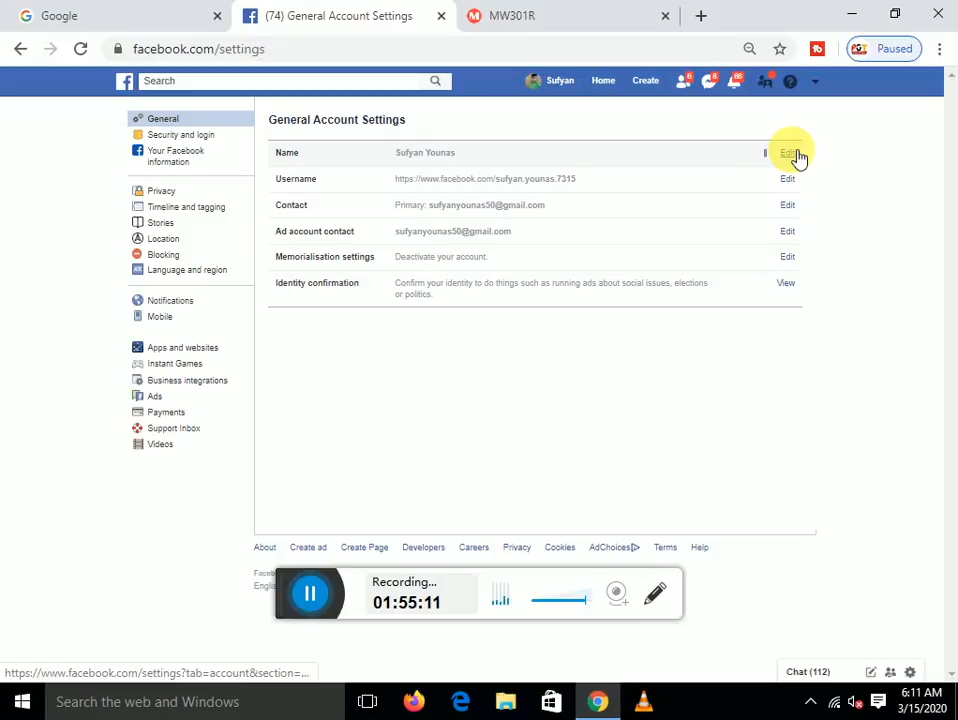 Google
(74) General Account Settings
MW301R
facebook.com/settings
Paused
Search
Sufyan
Home
Create
6
8
66
General
Security and login
Your Facebook
information
Privacy
Timeline and tagging
Stories
Location
Blocking
Language and region
Notifications
Mobile
Apps and websites
Instant Games
Business integrations
Ads
Payments
Support Inbox
Videos
General Account Settings
Name Sufyan Younas Edit
Username https://www.facebook.com/sufyan.younas.7315 Edit
Contact Primary: sufyanyounas50@gmail.com Edit
Ad account contact sufyanyounas50@gmail.com Edit
Memorialisation settings Deactivate your account. Edit
Identity confirmation Confirm your identity to do things such as running ads about social issues, elections
or politics. View
About Create ad Create Page Developers Careers Privacy Cookies AdChoices Terms Help
Recording...
01:55:11
https://www.facebook.com/settings?tab=account&section=...
Chat (112)
Search the web and Windows
6:11 AM
3/15/2020